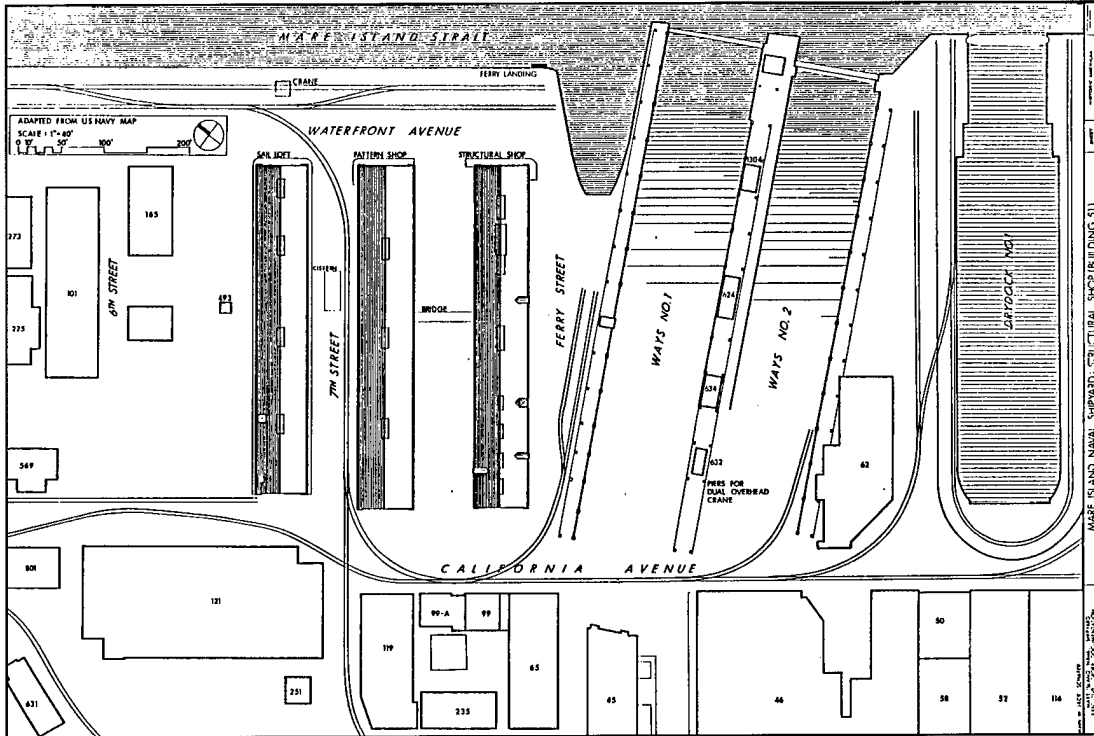 MARE ISLAND STRAIT
CRANE
FERRY LANDING
ADAPTED FROM US NAVY MAP
SCALE : 1"=40'
0 10' 50' 100' 200'
WATERFRONT AVENUE
SAIL LOFT
PATTERN SHOP
STRUCTURAL SHOP
1304
165
273
101
6TH STREET
CISTERN
493
275
BRIDGE
7TH STREET
FERRY STREET
WAYS NO.1
624
WAYS NO. 2
DRYDOCK NO.1
634
632
62
569
PIERS FOR
DUAL OVERHEAD
CRANE
CALIFORNIA AVENUE
801
121
99-A
99
119
65
50
251
235
45
46
58
52
116
631
MARE ISLAND NAVAL SHIPYARD: STRUCTURAL SHOP (BUILDING 51)